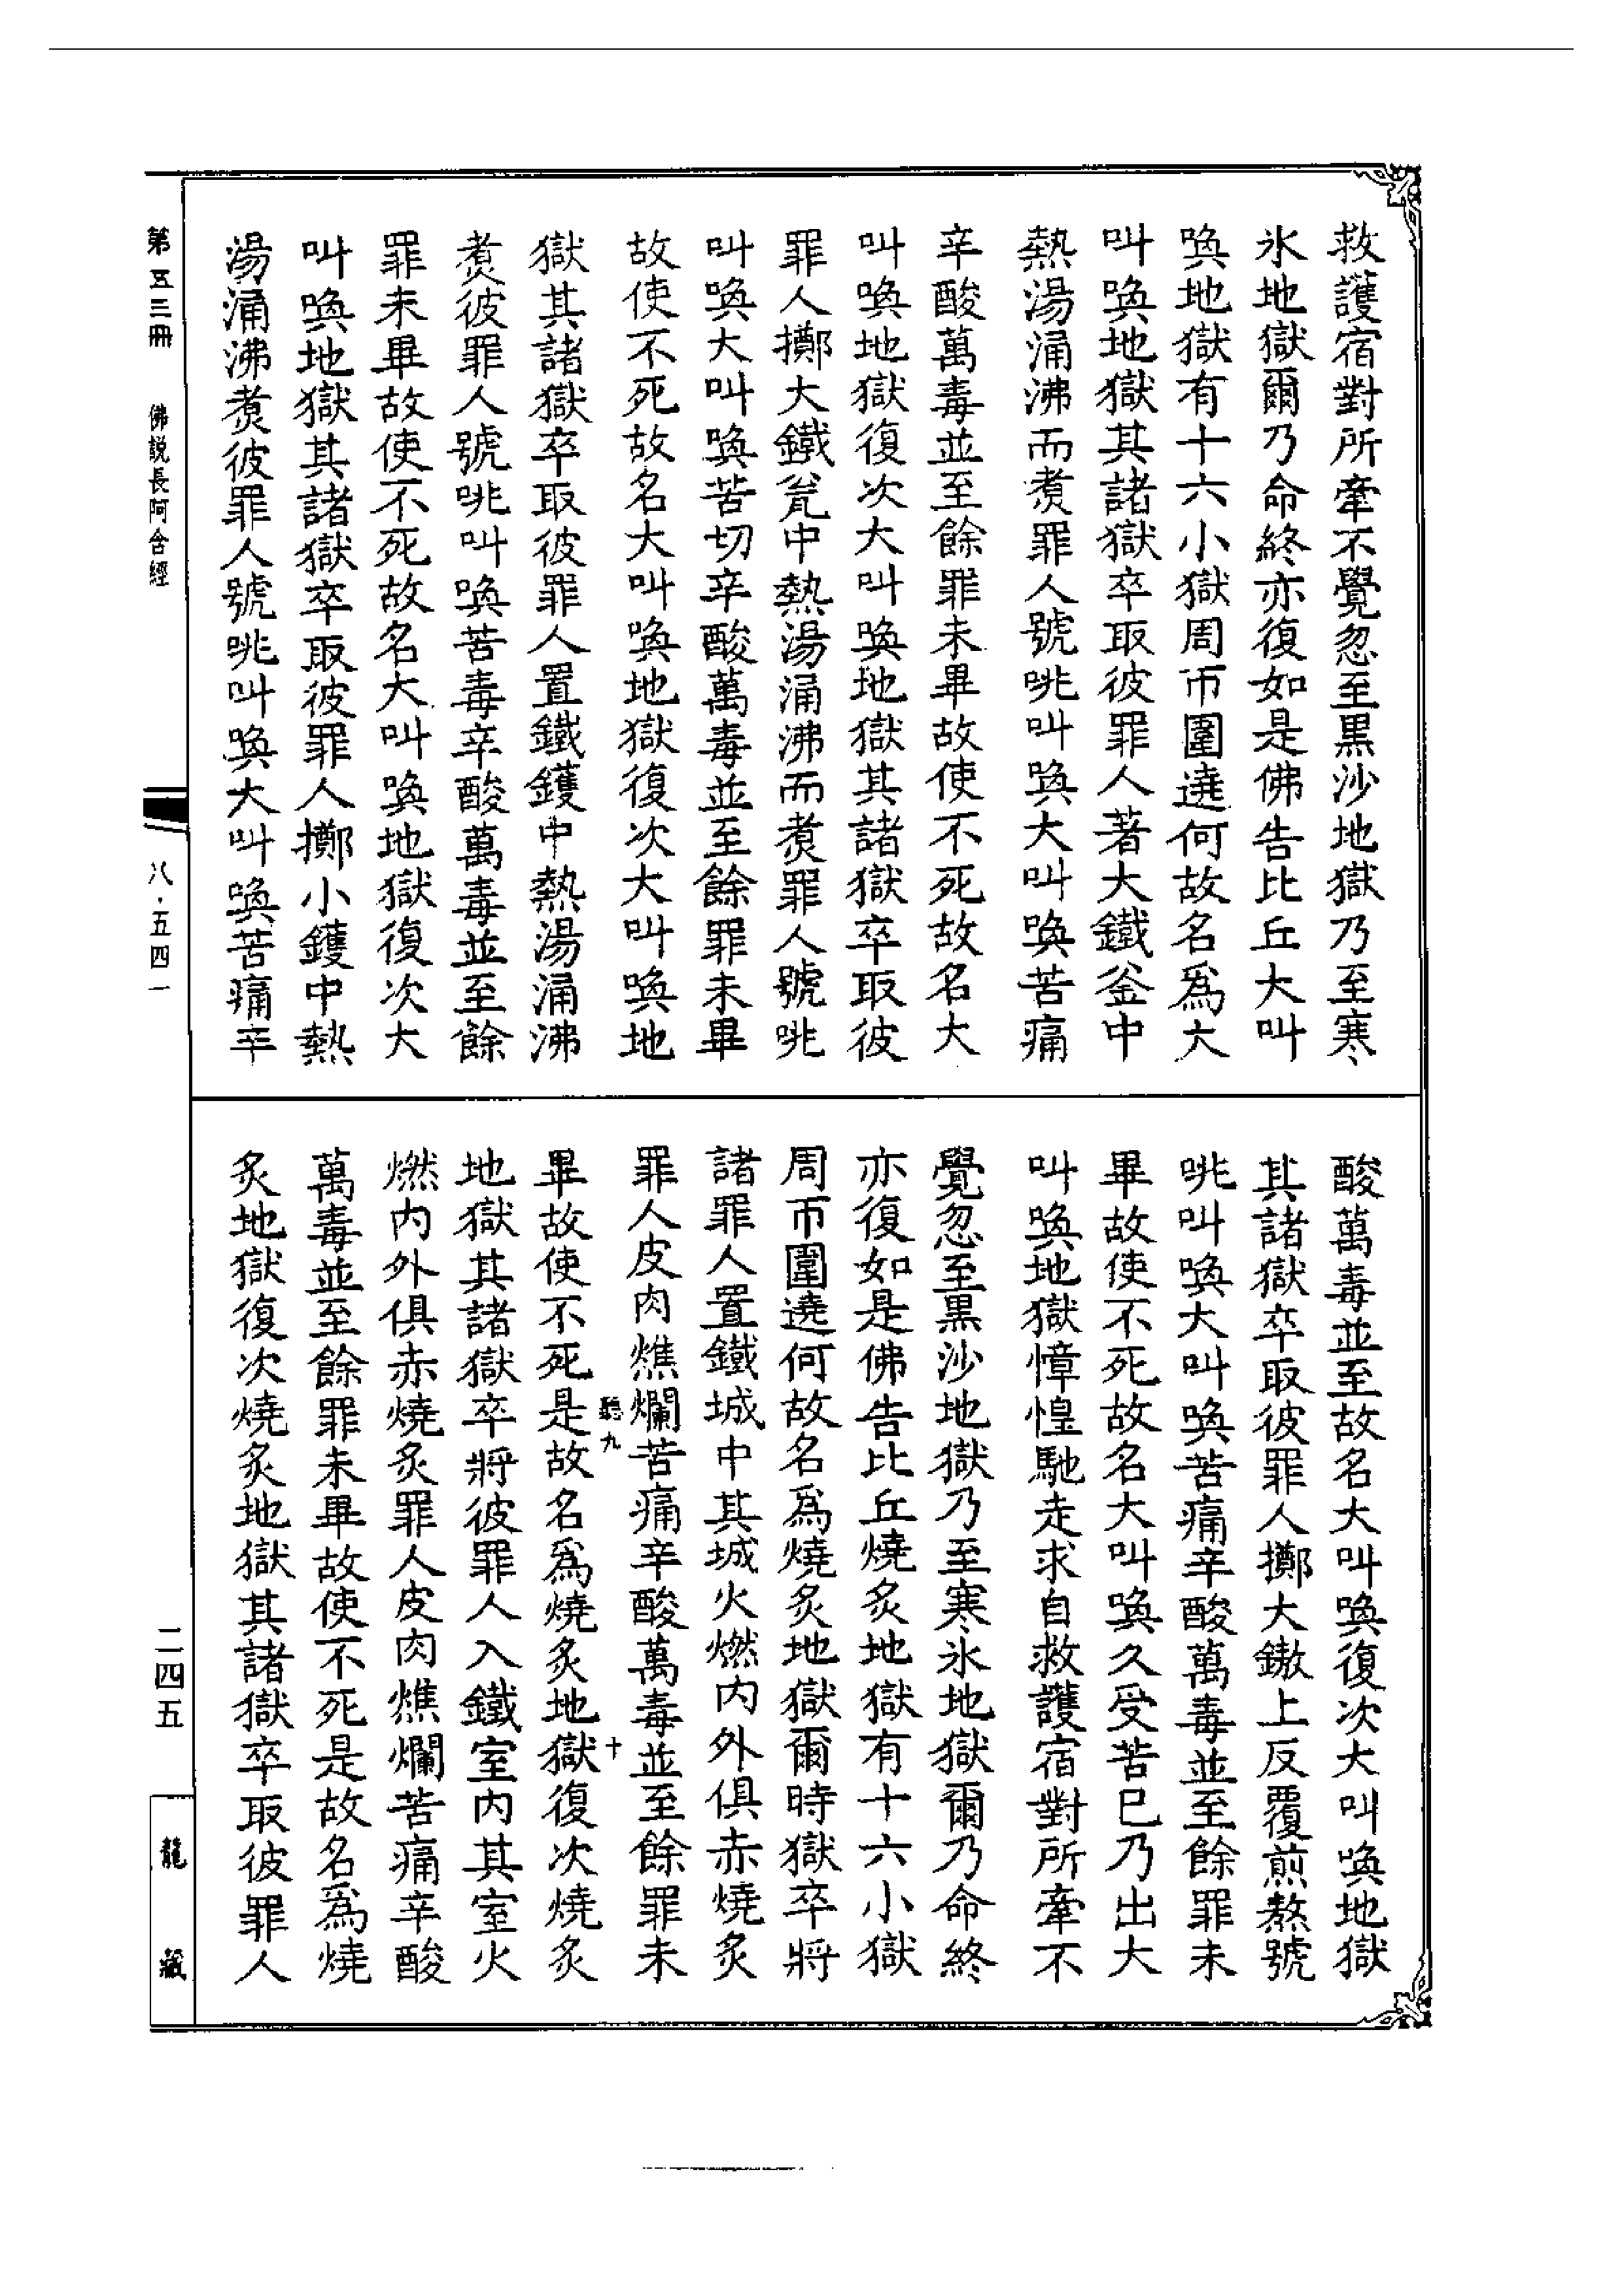 救護宿對所牽不覺忽至黒沙地獄乃至寒
氷地獄爾乃命終亦復如是佛告比丘大叫
喚地獄有十六小獄周帀圍遶何故名爲大
叫喚地獄其諸獄卒取彼罪人著大鐵釜中
熱湯涌沸而煮罪人號咷叫喚大叫喚苦痛
辛酸萬毒並至餘罪未畢故使不死故名大
叫喚地獄復次大叫喚地獄其諸獄卒取彼
罪人擲大鐵瓮中熱湯涌沸而煮罪人號咷
叫喚大叫喚苦切辛酸萬毒並至餘罪未畢
故使不死故名大叫喚地獄復次大叫喚地
獄其諸獄卒取彼罪人置鐵鑊中熱湯涌沸
煮彼罪人號咷叫喚苦毒辛酸萬毒並至餘
罪未畢故使不死故名大叫喚地獄復次大
叫喚地獄其諸獄卒取彼罪人擲小鑊中熱
湯涌沸煮彼罪人號咷叫喚大叫喚苦痛辛
酸萬毒並至故名大叫喚復次大叫喚地獄
其諸獄卒取彼罪人擲大鏊上反覆煎熬號
咷叫喚大叫喚苦痛辛酸萬毒並至餘罪未
畢故使不死故名大叫喚久受苦巳乃出大
叫喚地獄慞惶馳走求自救護宿對所牽不
覺忽至黒沙地獄乃至寒氷地獄爾乃命終
亦復如是佛告比丘燒炙地獄有十六小獄
周帀圍遶何故名爲燒炙地獄爾時獄卒將
諸罪人置鐵城中其城火燃内外俱赤燒炙
罪人皮肉燋爛苦痛辛酸萬毒並至餘罪未
聽九 十
畢故使不死是故名爲燒炙地獄復次燒炙
地獄其諸獄卒將彼罪人入鐵室内其室火
燃内外俱赤燒炙罪人皮肉燋爛苦痛辛酸
萬毒並至餘罪未畢故使不死是故名爲燒
炙地獄復次燒炙地獄其諸獄卒取彼罪人
第五三冊 佛説長阿含經
八·五四一
二四五
龍藏